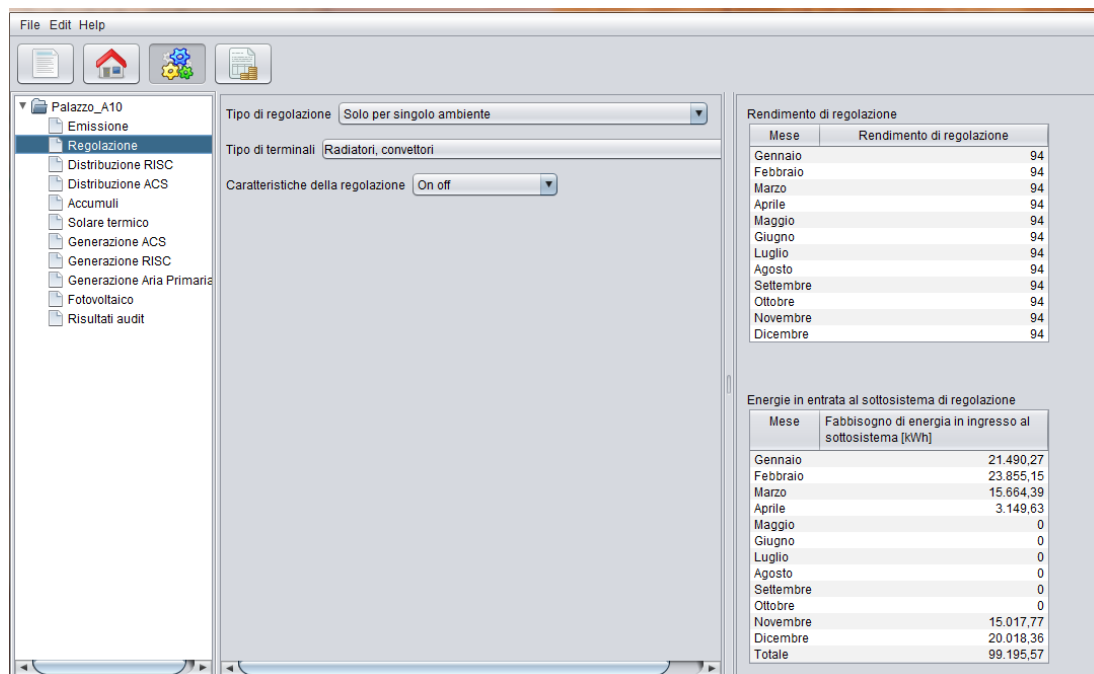 File Edit Help
Palazzo_A10
Emissione
Regolazione
Distribuzione RISC
Distribuzione ACS
Accumuli
Solare termico
Generazione ACS
Generazione RISC
Generazione Aria Primaria
Fotovoltaico
Risultati audit
Tipo di regolazione Solo per singolo ambiente
Tipo di terminali Radiatori, convettori
Caratteristiche della regolazione On off
Rendimento di regolazione
Mese Rendimento di regolazione
Gennaio 94
Febbraio 94
Marzo 94
Aprile 94
Maggio 94
Giugno 94
Luglio 94
Agosto 94
Settembre 94
Ottobre 94
Novembre 94
Dicembre 94
Energie in entrata al sottosistema di regolazione
Mese Fabbisogno di energia in ingresso al
sottosistema [kWh]
Gennaio 21.490,27
Febbraio 23.855,15
Marzo 15.664,39
Aprile 3.149,63
Maggio 0
Giugno 0
Luglio 0
Agosto 0
Settembre 0
Ottobre 0
Novembre 15.017,77
Dicembre 20.018,36
Totale 99.195,57